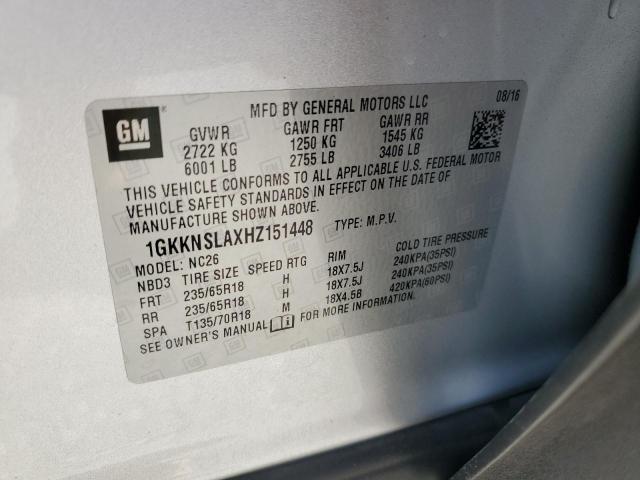 GM
MFD BY GENERAL MOTORS LLC 08/16
GVWR GAWR FRT GAWR RR
2722 KG 1250 KG 1545 KG
6001 LB 2755 LB 3406 LB
THIS VEHICLE CONFORMS TO ALL APPLICABLE U.S. FEDERAL MOTOR
VEHICLE SAFETY STANDARDS IN EFFECT ON THE DATE OF
MANUFACTURE SHOWN ABOVE.
1GKKNSLAXHZ151448 TYPE: M.P.V.
MODEL: NC26
NBD3 TIRE SIZE SPEED RTG RIM COLD TIRE PRESSURE
FRT 235/65R18 H 18X7.5J 240KPA(35PSI)
RR 235/65R18 H 18X7.5J 240KPA(35PSI)
SPA T135/70R18 M 18X4.5B 420KPA(60PSI)
SEE OWNER'S MANUAL FOR MORE INFORMATION.